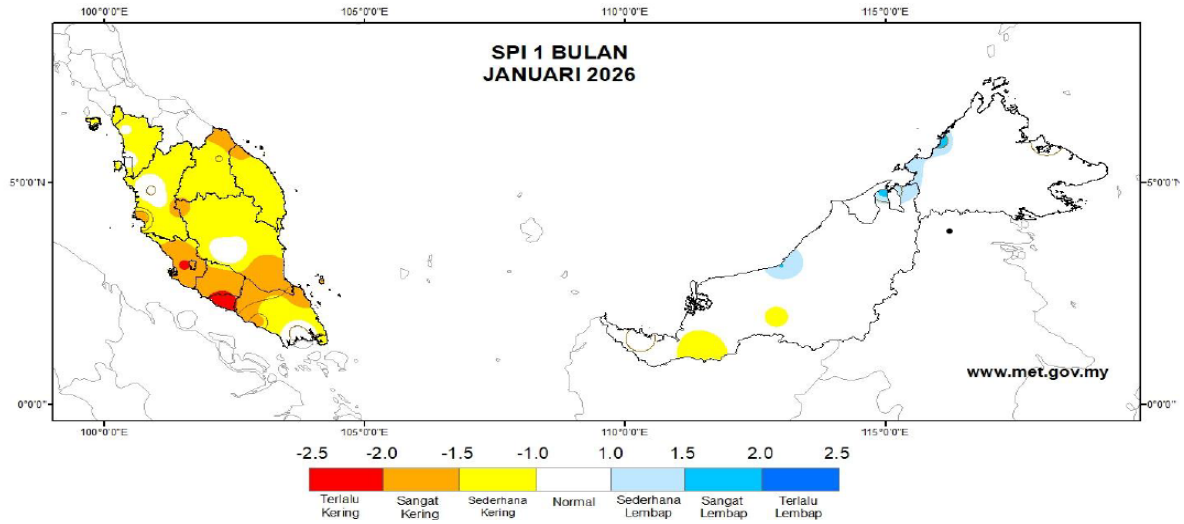 100°0'0"E 105°0'0"E 110°0'0"E 115°0'0"E
SPI 1 BULAN
JANUARI 2026
5°0'0"N 5°0'0"N
www.met.gov.my
0°0'0" 0°0'0"
100°0'0"E 105°0'0"E 110°0'0"E 115°0'0"E
-2.5 -2.0 -1.5 -1.0 1.0 1.5 2.0 2.5
Terlalu Sangat Sederhana Normal Sederhana Sangat Terlalu
Kering Kering Kering Lembap Lembap Lembap